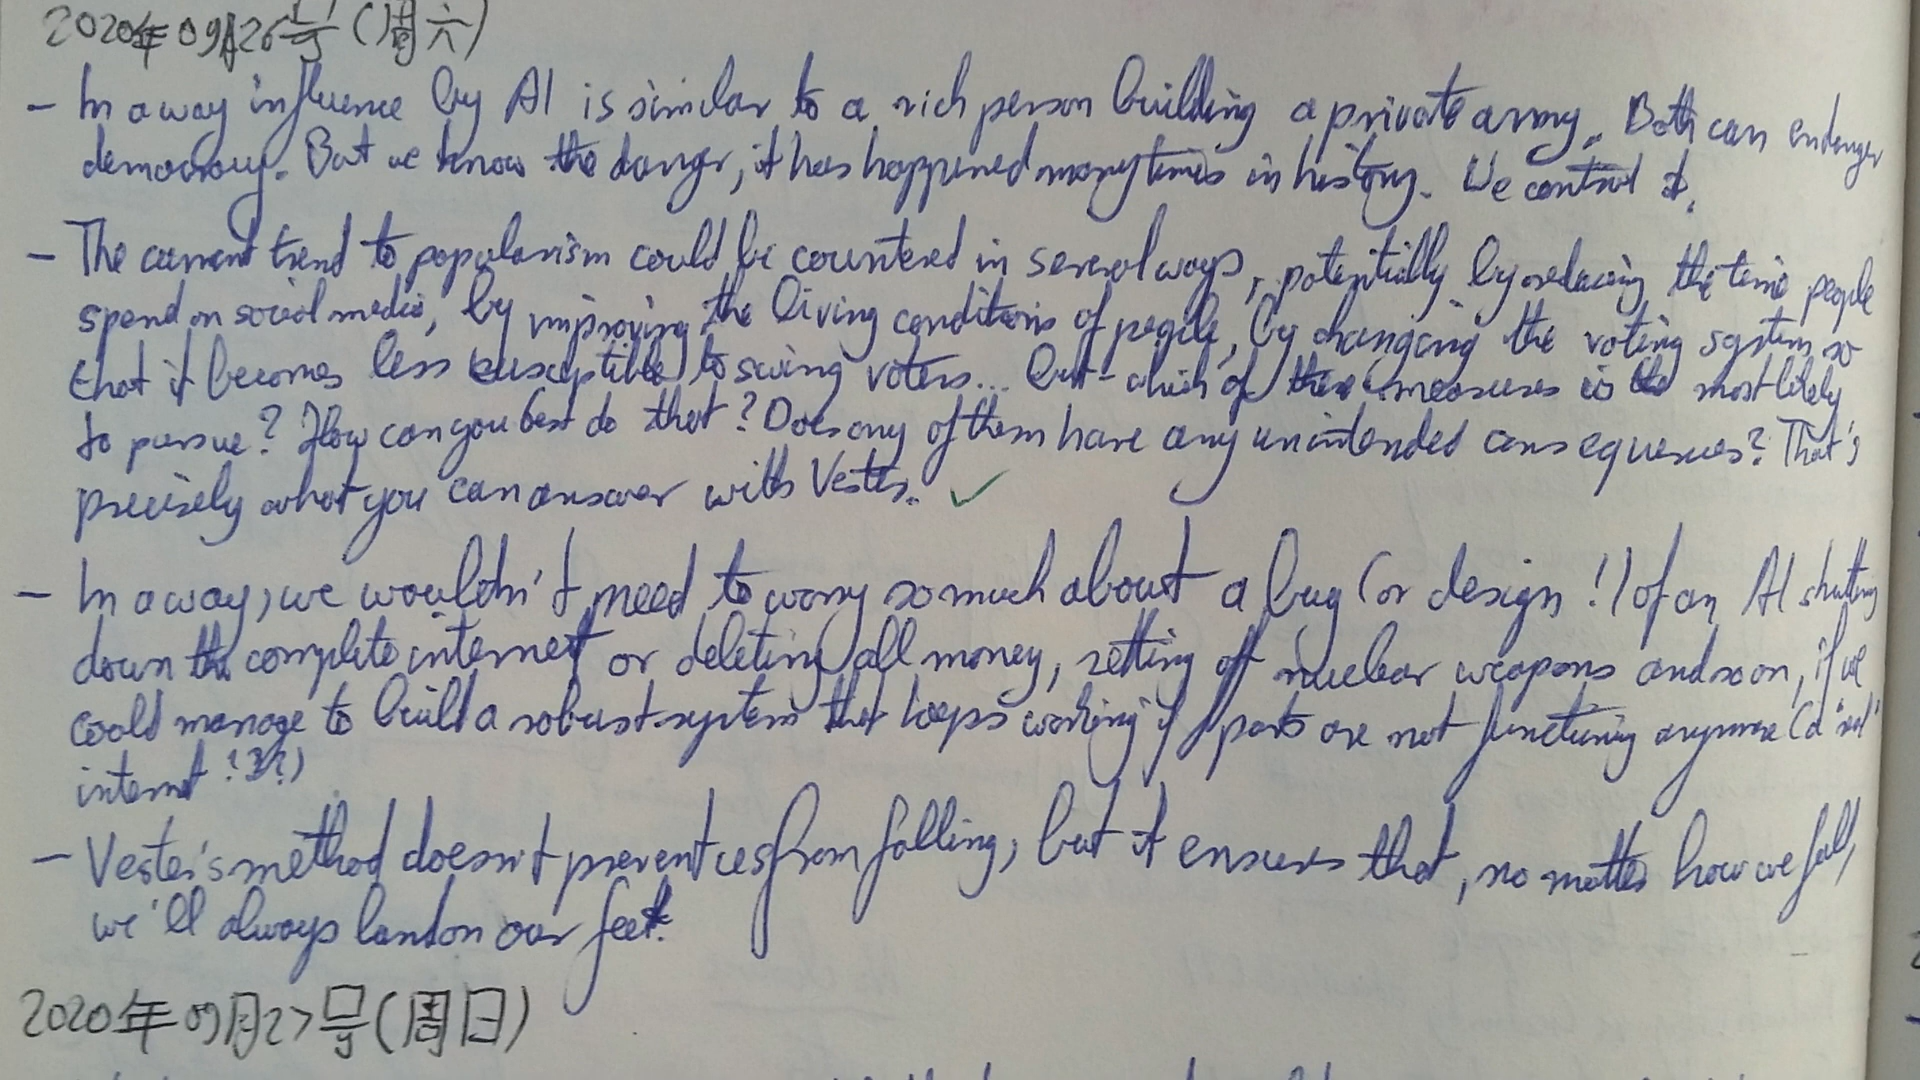 2020年09月26号(周六)
- In a way influence by AI is similar to a rich person building a private army. Both can endanger
democracy. But we know the danger, it has happened many times in history. We control it.
- The current trend to popularism could be countered in several ways, potentially by reducing the time people
spend on social media, by improving the living conditions of people, by changing the voting system so
that it becomes less susceptible to swing voters... But - which of these measures is the most likely
to pursue? How can you best do that? Does any of them have any unintended consequences? That's
precisely what you can answer with Vester. ✓
- In a way, we wouldn't need to worry so much about a bug (or design!) of an AI shutting
down the complete internet or deleting all money, setting off nuclear weapons and so on, if we
could manage to build a robust system that keeps working if parts are not functioning anymore (a
internet
- Vester's method doesn't prevent us from falling, but it ensures that, no matter how we fall,
we'll always land on our feet.
2020年09月27号(周日)